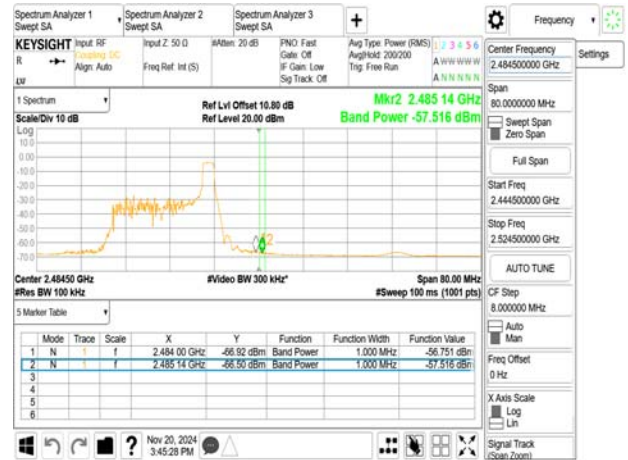 Spectrum Analyzer 1
Swept SA
Spectrum Analyzer 2
Swept SA
Spectrum Analyzer 3
Swept SA
Frequency
KEYSIGHT
R
Input: RF
Coupling: DC
Align: Auto
Input Z: 50 Ω
Freq Ref: Int (S)
#Atten: 20 dB
PNO: Fast
Gate: Off
IF Gain: Low
Sig Track: Off
Avg Type: Power (RMS)
Avg|Hold: 200/200
Trig: Free Run
1 2 3 4 5 6
A W W W W W
A N N N N N
Center Frequency
2.484500000 GHz
Settings
Span
80.0000000 MHz
Swept Span
Zero Span
Full Span
Start Freq
2.444500000 GHz
Stop Freq
2.524500000 GHz
AUTO TUNE
CF Step
8.000000 MHz
Auto
Man
Freq Offset
0 Hz
X Axis Scale
Log
Lin
Signal Track
(Span Zoom)
1 Spectrum
Scale/Div 10 dB
Ref Lvl Offset 10.80 dB
Ref Level 20.00 dBm
Mkr2 2.485 14 GHz
Band Power -57.516 dBm
Log
10.0
0.00
-10.0
-20.0
-30.0
-40.0
-50.0
-60.0
-70.0
2
Center 2.48450 GHz
#Res BW 100 kHz
#Video BW 300 kHz*
Span 80.00 MHz
#Sweep 100 ms (1001 pts)
5 Marker Table
Mode Trace Scale X Y Function Function Width Function Value
1 N 1 f 2.484 00 GHz -66.92 dBm Band Power 1.000 MHz -56.751 dBm
2 N 1 f 2.485 14 GHz -66.50 dBm Band Power 1.000 MHz -57.516 dBm
3
4
5
6
?
Nov 20, 2024
3:45:28 PM